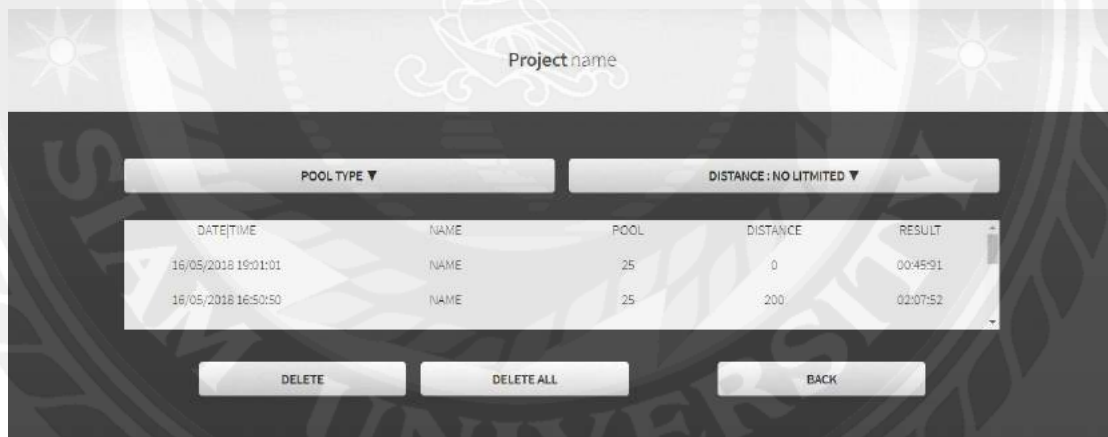 Project name
POOL TYPE ▼ DISTANCE : NO LITMITED ▼
DATE|TIME NAME POOL DISTANCE RESULT
16/05/2018 19:01:01 NAME 25 0 00:45:91
16/05/2018 16:50:50 NAME 25 200 02:07:52
DELETE DELETE ALL BACK
SIAM UNIVERSITY